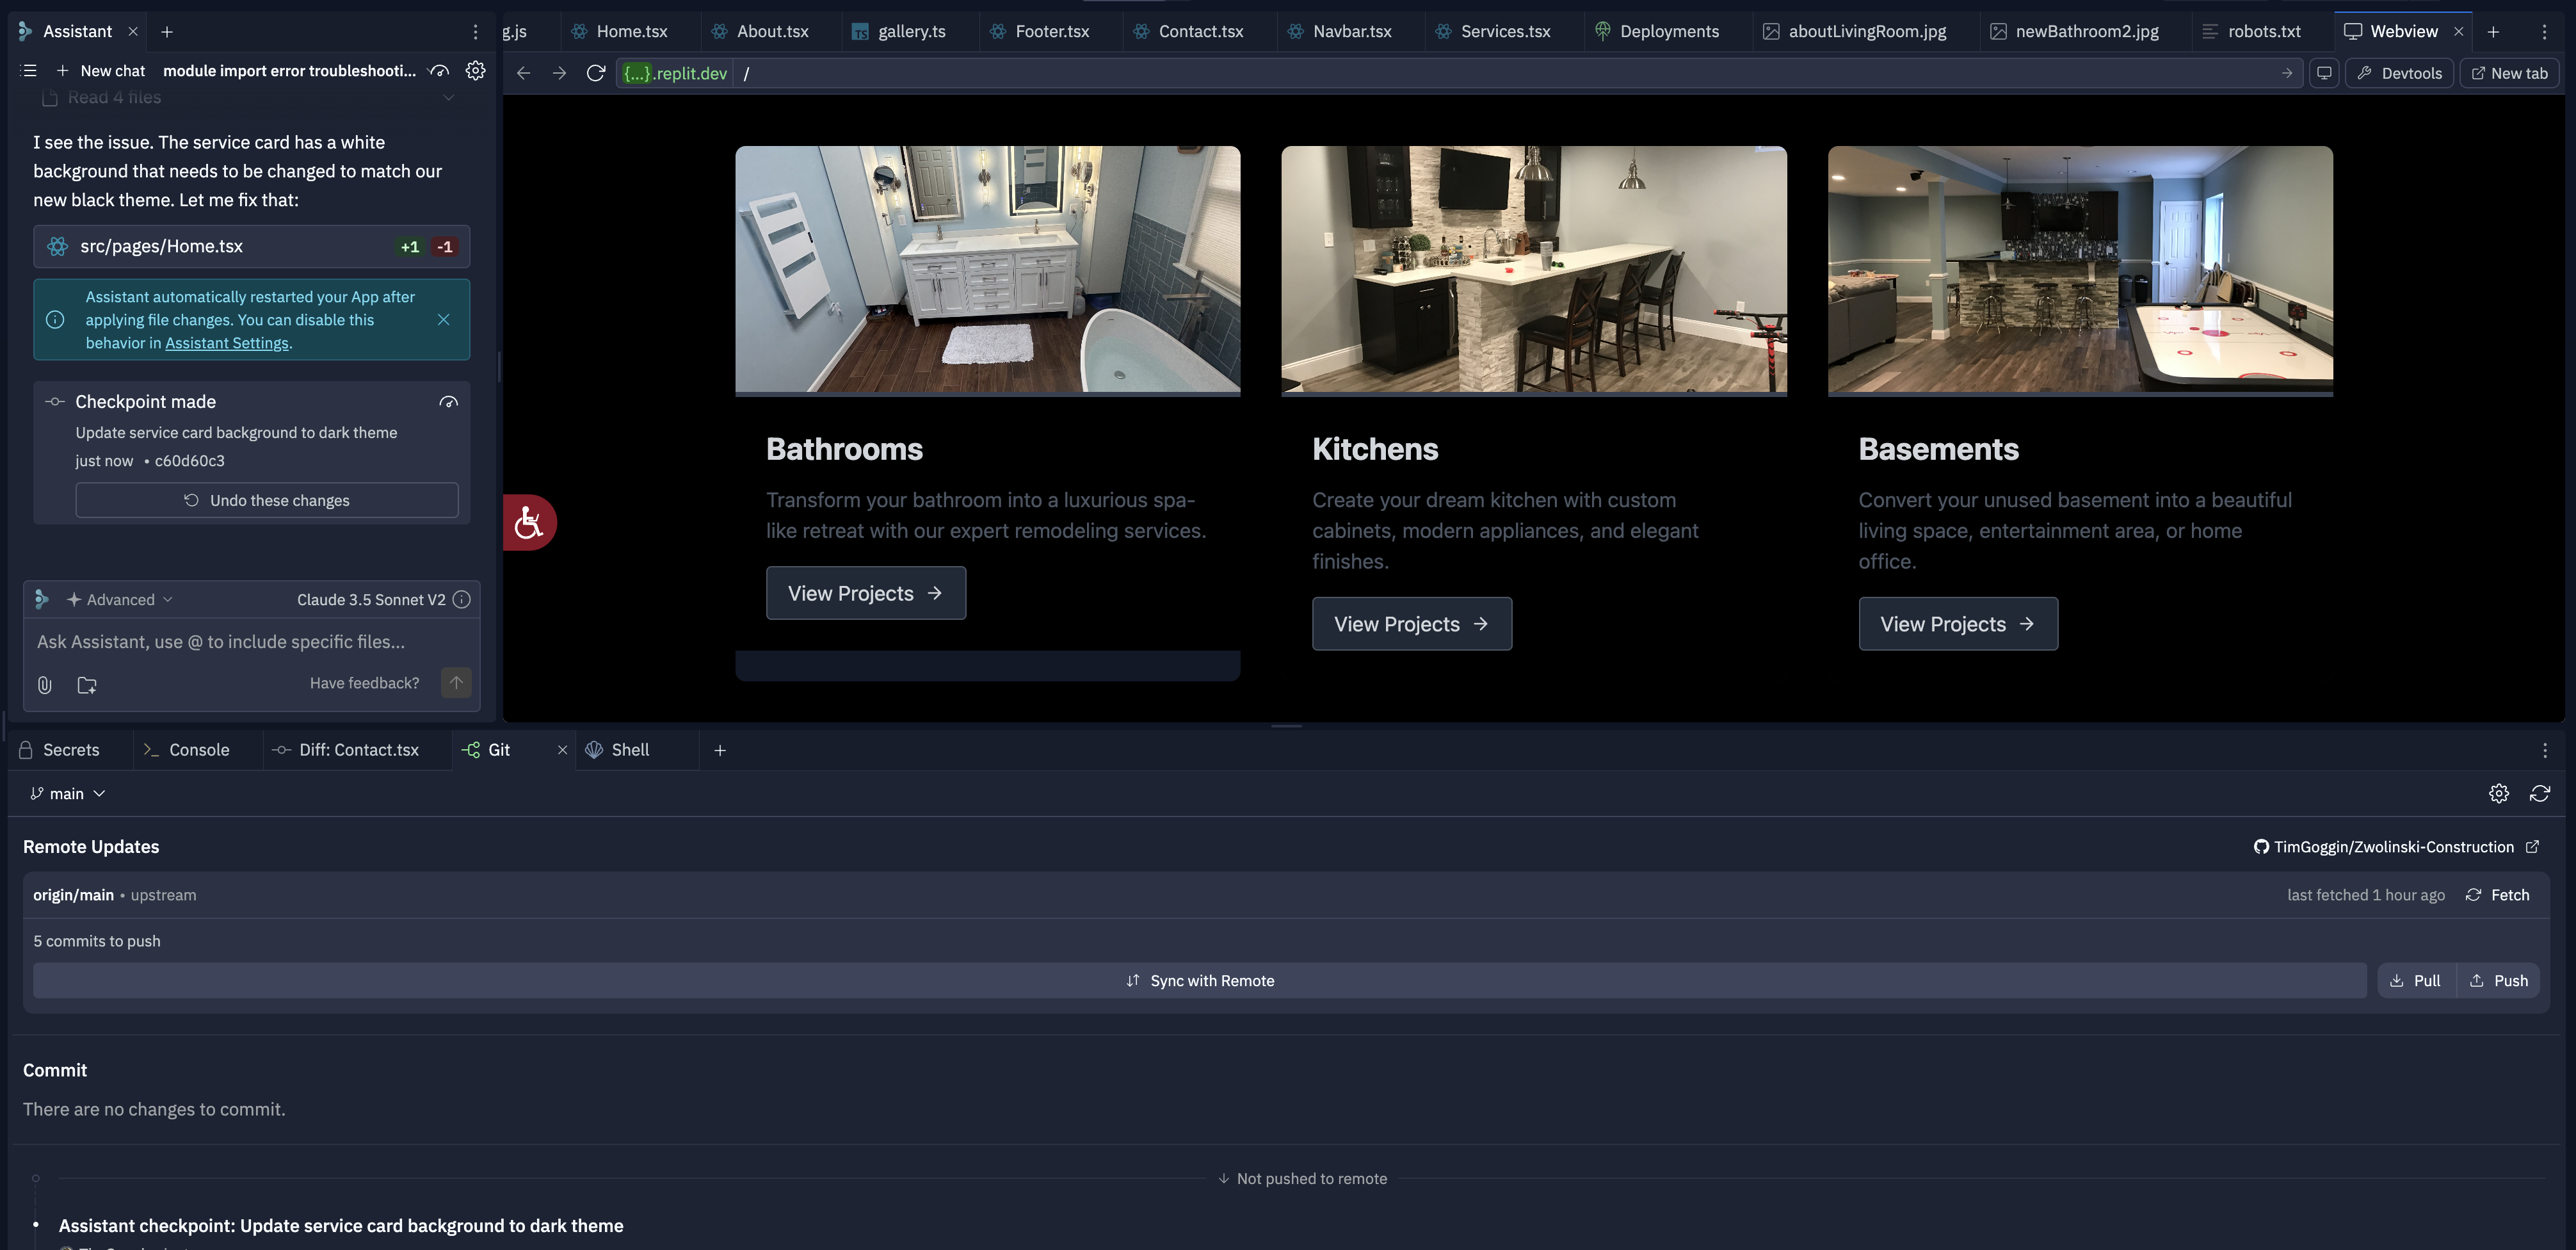 Assistant
g.js
Home.tsx
About.tsx
gallery.ts
Footer.tsx
Contact.tsx
Navbar.tsx
Services.tsx
Deployments
aboutLivingRoom.jpg
newBathroom2.jpg
robots.txt
Webview
New chat
module import error troubleshooti...
{...}.replit.dev
/
Devtools
New tab
Read 4 files
I see the issue. The service card has a white
background that needs to be changed to match our
new black theme. Let me fix that:
src/pages/Home.tsx
+1 -1
Assistant automatically restarted your App after
applying file changes. You can disable this
behavior in Assistant Settings.
Checkpoint made
Update service card background to dark theme
just now • c60d60c3
Undo these changes
Advanced
Claude 3.5 Sonnet V2
Ask Assistant, use @ to include specific files...
Have feedback?
Bathrooms
Transform your bathroom into a luxurious spa-
like retreat with our expert remodeling services.
View Projects →
Kitchens
Create your dream kitchen with custom
cabinets, modern appliances, and elegant
finishes.
View Projects →
Basements
Convert your unused basement into a beautiful
living space, entertainment area, or home
office.
View Projects →
Secrets
Console
Diff: Contact.tsx
Git
Shell
main
Remote Updates
TimGoggin/Zwolinski-Construction
origin/main • upstream
last fetched 1 hour ago
Fetch
5 commits to push
Sync with Remote
Pull
Push
Commit
There are no changes to commit.
Not pushed to remote
Assistant checkpoint: Update service card background to dark theme